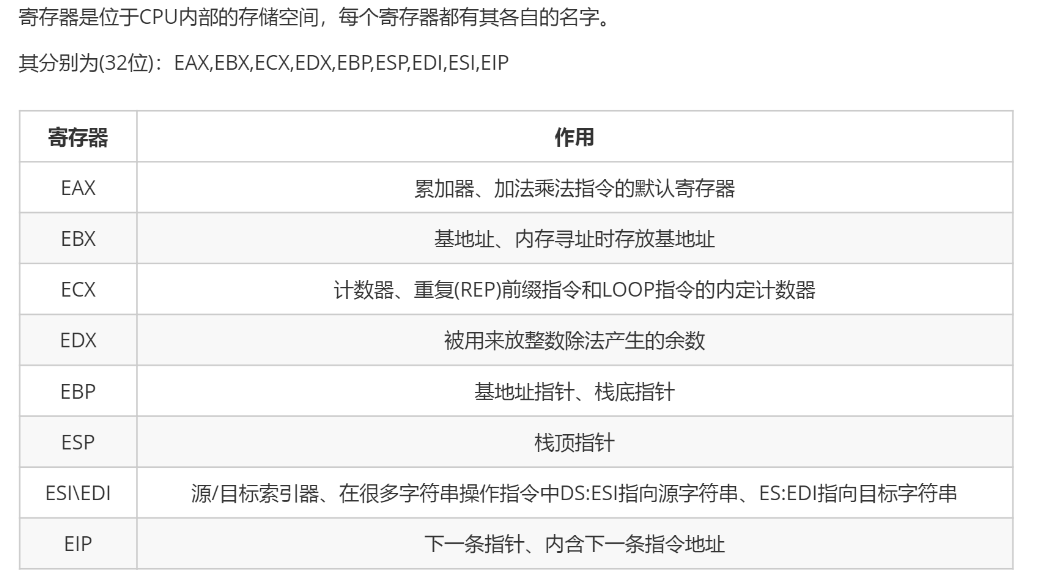 寄存器是位于CPU内部的存储空间，每个寄存器都有其各自的名字。
其分别为(32位)：EAX,EBX,ECX,EDX,EBP,ESP,EDI,ESI,EIP
寄存器 作用
EAX 累加器、加法乘法指令的默认寄存器
EBX 基地址、内存寻址时存放基地址
ECX 计数器、重复(REP)前缀指令和LOOP指令的内定计数器
EDX 被用来放整数除法产生的余数
EBP 基地址指针、栈底指针
ESP 栈顶指针
ESI\EDI 源/目标索引器、在很多字符串操作指令中DS:ESI指向源字符串、ES:EDI指向目标字符串
EIP 下一条指针、内含下一条指令地址